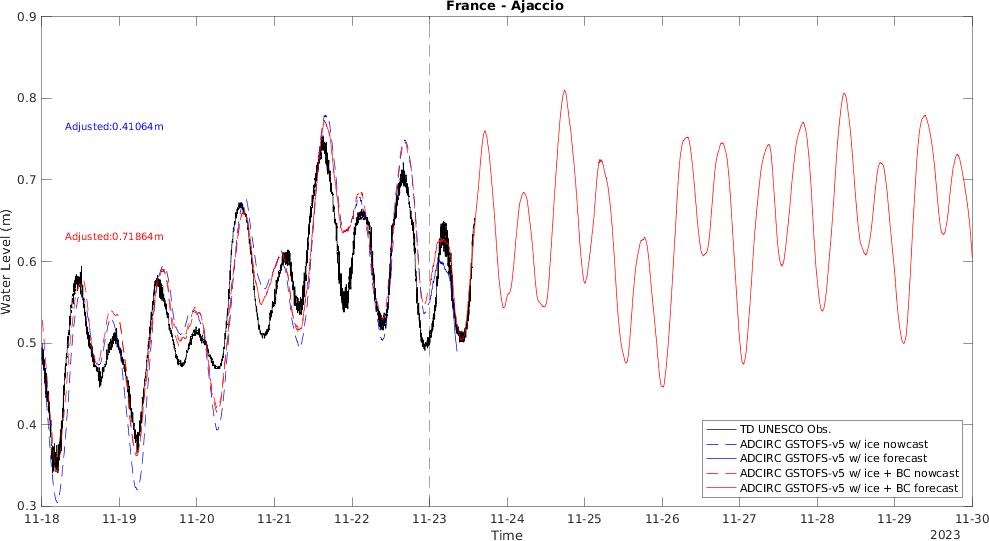 France - Ajaccio
0.9
0.8
0.7
0.6
0.5
0.4
0.3
Water Level (m)
Adjusted:0.41064m
Adjusted:0.71864m
TD UNESCO Obs.
ADCIRC GSTOFS-v5 w/ ice nowcast
ADCIRC GSTOFS-v5 w/ ice forecast
ADCIRC GSTOFS-v5 w/ ice + BC nowcast
ADCIRC GSTOFS-v5 w/ ice + BC forecast
11-18 11-19 11-20 11-21 11-22 11-23 11-24 11-25 11-26 11-27 11-28 11-29 11-30
Time
2023